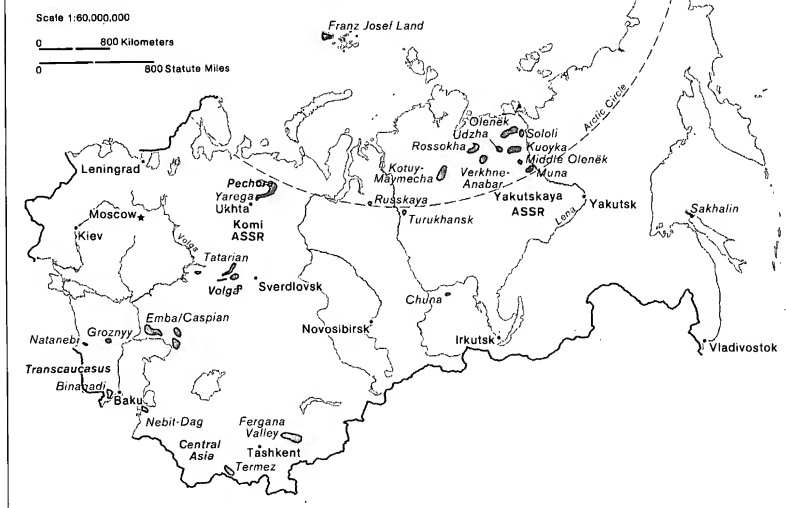 Scale 1:60,000,000
0 800 Kilometers
0 800 Statute Miles
Franz Josef Land
Arctic Circle
Olenëk
Udzha
Sololi
Rossokha
Kuoyka
Middle Olenëk
Kotuy-
Maymecha
Verkhne-
Anabar
Muna
Leningrad
Pechora
Yarega
Ukhta
Russkaya
Turukhansk
Yakutskaya
ASSR
Lena
Yakutsk
Moscow
Komi
ASSR
Sakhalin
Kiev
Volga
Tatarian
Volga
Sverdlovsk
Chuna
Emba/Caspian
Novosibirsk
Irkutsk
Vladivostok
Natanebi
Groznyy
Transcaucasus
Binagadi
Baku
Nebit-Dag
Fergana
Valley
Central
Asia
Tashkent
Termez